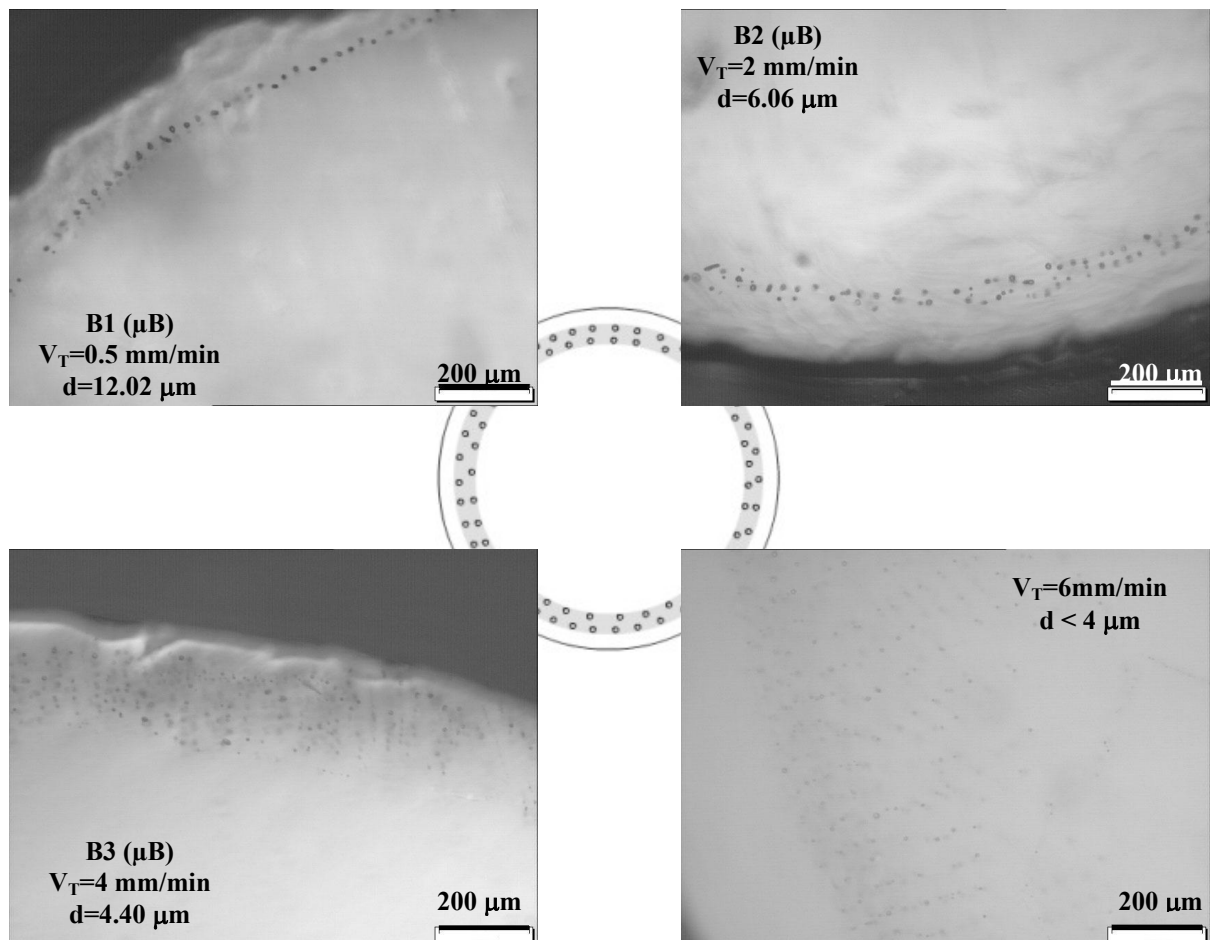 B1 (µB)
V_T=0.5 mm/min
d=12.02 µm
200 µm
B2 (µB)
V_T=2 mm/min
d=6.06 µm
200 µm
B3 (µB)
V_T=4 mm/min
d=4.40 µm
200 µm
V_T=6mm/min
d < 4 µm
200 µm